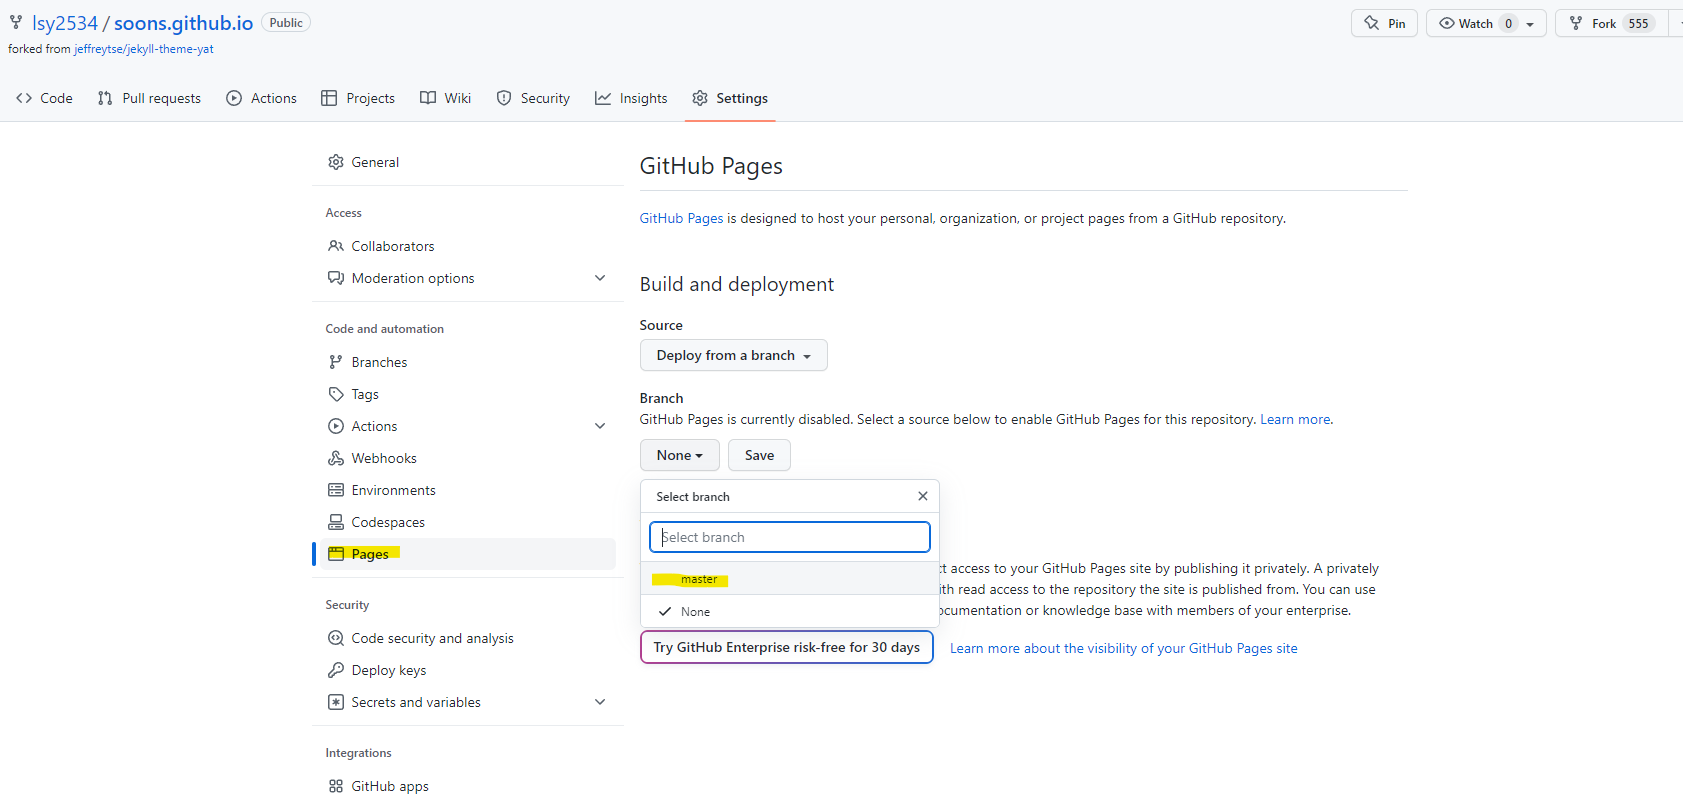 lsy2534 / soons.github.io Public
Pin
Watch 0
Fork 555
forked from jeffreytse/jekyll-theme-yat
Code
Pull requests
Actions
Projects
Wiki
Security
Insights
Settings
General
Access
Collaborators
Moderation options
Code and automation
Branches
Tags
Actions
Webhooks
Environments
Codespaces
Pages
Security
Code security and analysis
Deploy keys
Secrets and variables
Integrations
GitHub apps
GitHub Pages
GitHub Pages is designed to host your personal, organization, or project pages from a GitHub repository.
Build and deployment
Source
Deploy from a branch
Branch
GitHub Pages is currently disabled. Select a source below to enable GitHub Pages for this repository. Learn more.
None
Save
Select branch
Select branch
master
None
access to your GitHub Pages site by publishing it privately. A privately
read access to the repository the site is published from. You can use
or knowledge base with members of your enterprise.
Try GitHub Enterprise risk-free for 30 days
Learn more about the visibility of your GitHub Pages site